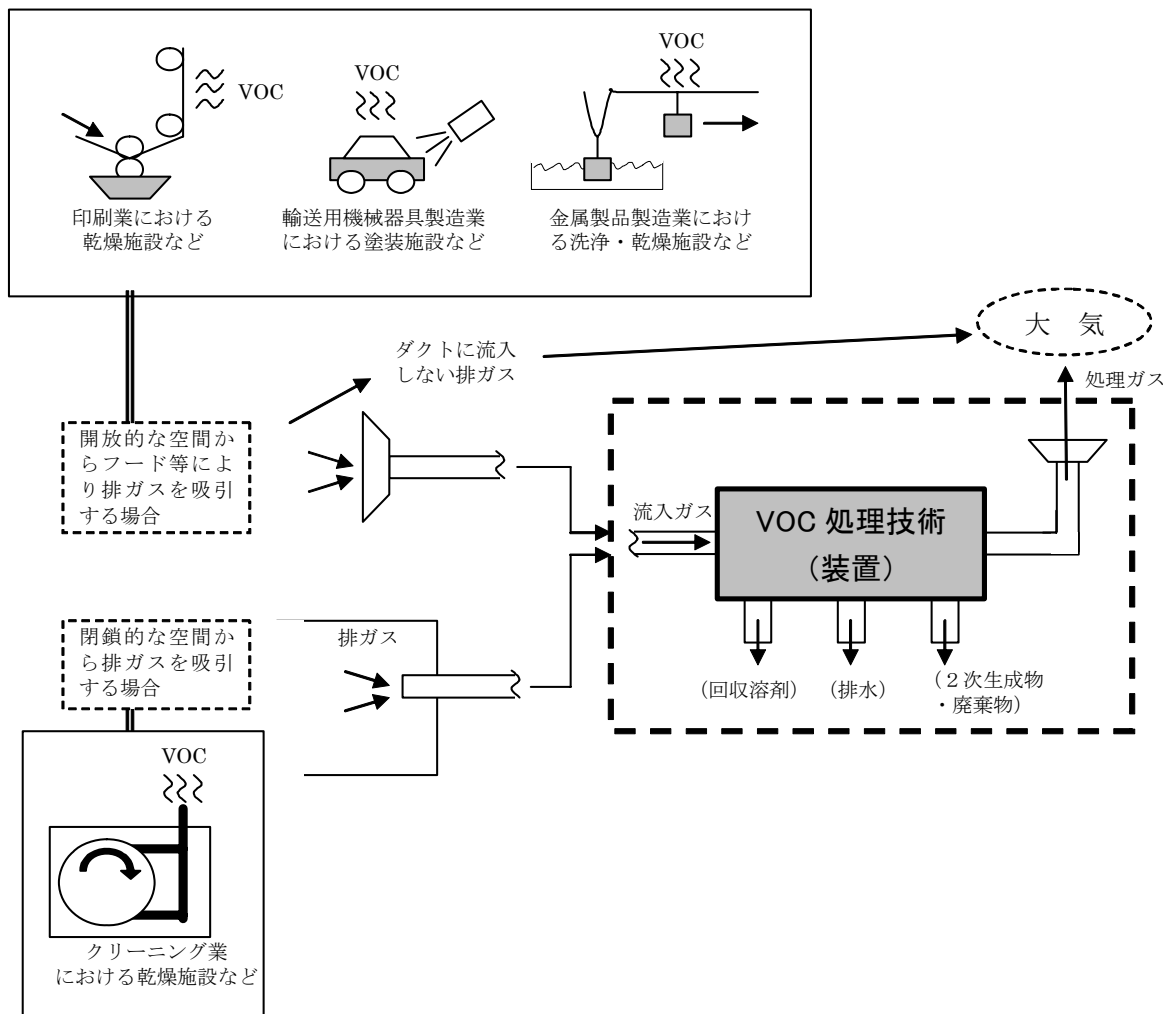 VOC
VOC
VOC
印刷業における
乾燥施設など
輸送用機械器具製造業
における塗装施設など
金属製品製造業におけ
る洗浄・乾燥施設など
大　気
ダクトに流入
しない排ガス
処理ガス
開放的な空間か
らフード等によ
り排ガスを吸引
する場合
流入ガス
VOC 処理技術
（装置）
閉鎖的な空間か
ら排ガスを吸引
する場合
排ガス
（回収溶剤）
（排水）
（２次生成物
・廃棄物）
VOC
クリーニング業
における乾燥施設など